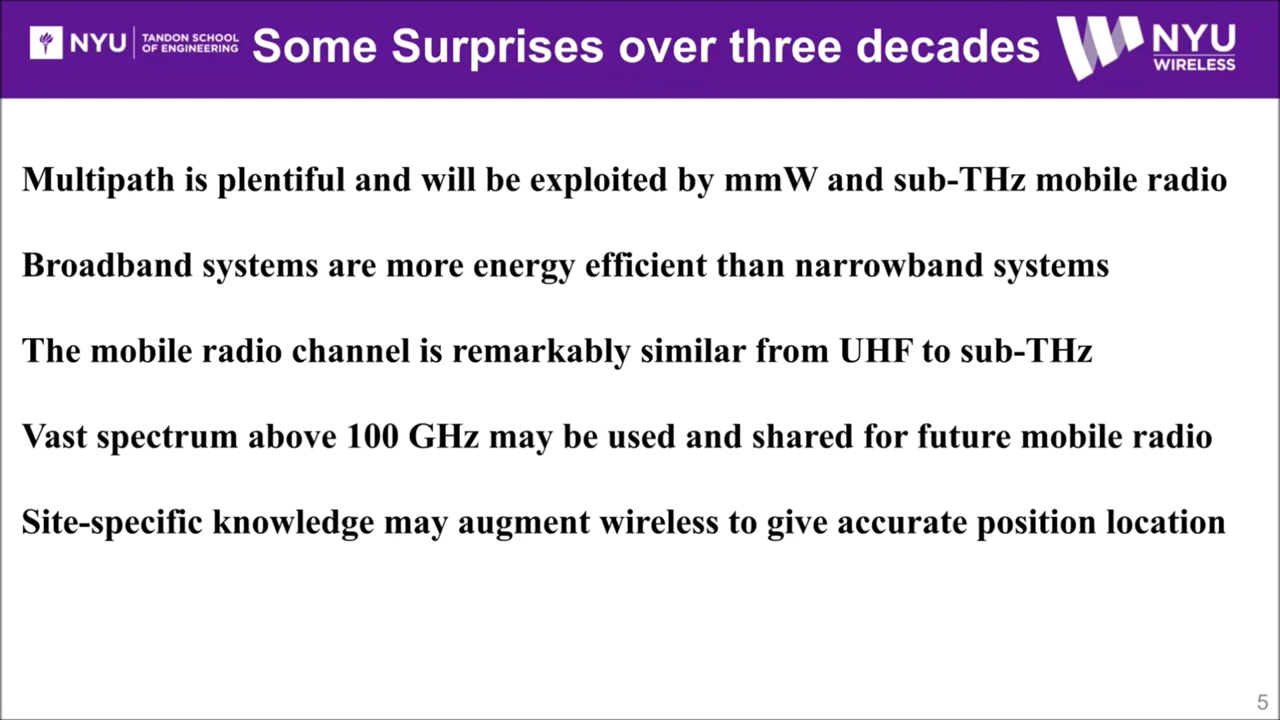 NYU
TANDON SCHOOL
OF ENGINEERING
Some Surprises over three decades
NYU
WIRELESS
Multipath is plentiful and will be exploited by mmW and sub-THz mobile radio
Broadband systems are more energy efficient than narrowband systems
The mobile radio channel is remarkably similar from UHF to sub-THz
Vast spectrum above 100 GHz may be used and shared for future mobile radio
Site-specific knowledge may augment wireless to give accurate position location
5